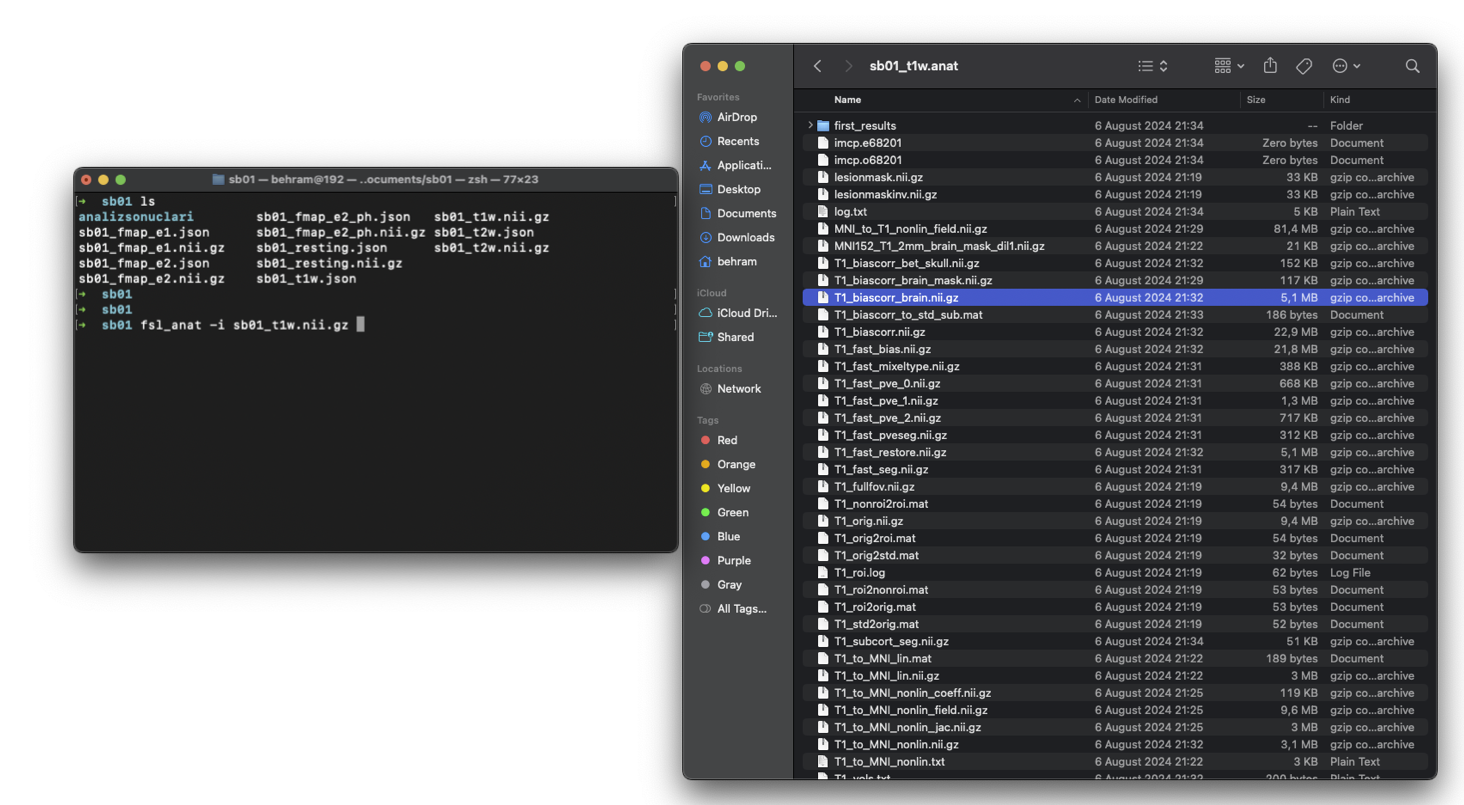 sb01 — behram@192 — ..ocuments/sb01 — zsh — 77×23
[→ sb01 ls ]
analizsonuclari sb01_fmap_e2_ph.json sb01_t1w.nii.gz
sb01_fmap_e1.json sb01_fmap_e2_ph.nii.gz sb01_t2w.json
sb01_fmap_e1.nii.gz sb01_resting.json sb01_t2w.nii.gz
sb01_fmap_e2.json sb01_resting.nii.gz
sb01_fmap_e2.nii.gz sb01_t1w.json
[→ sb01 ]
[→ sb01 ]
[→ sb01 fsl_anat -i sb01_t1w.nii.gz ]
Favorites
AirDrop
Recents
Applicati...
Desktop
Documents
Downloads
behram
iCloud
iCloud Dri...
Shared
Locations
Network
Tags
Red
Orange
Yellow
Green
Blue
Purple
Gray
All Tags...
sb01_t1w.anat
Name Date Modified Size Kind
first_results 6 August 2024 21:34 -- Folder
imcp.e68201 6 August 2024 21:34 Zero bytes Document
imcp.o68201 6 August 2024 21:34 Zero bytes Document
lesionmask.nii.gz 6 August 2024 21:19 33 KB gzip co...archive
lesionmaskinv.nii.gz 6 August 2024 21:19 33 KB gzip co...archive
log.txt 6 August 2024 21:34 5 KB Plain Text
MNI_to_T1_nonlin_field.nii.gz 6 August 2024 21:29 81,4 MB gzip co...archive
MNI152_T1_2mm_brain_mask_dil1.nii.gz 6 August 2024 21:22 21 KB gzip co...archive
T1_biascorr_bet_skull.nii.gz 6 August 2024 21:32 152 KB gzip co...archive
T1_biascorr_brain_mask.nii.gz 6 August 2024 21:29 117 KB gzip co...archive
T1_biascorr_brain.nii.gz 6 August 2024 21:32 5,1 MB gzip co...archive
T1_biascorr_to_std_sub.mat 6 August 2024 21:33 186 bytes Document
T1_biascorr.nii.gz 6 August 2024 21:32 22,9 MB gzip co...archive
T1_fast_bias.nii.gz 6 August 2024 21:32 21,8 MB gzip co...archive
T1_fast_mixeltype.nii.gz 6 August 2024 21:31 388 KB gzip co...archive
T1_fast_pve_0.nii.gz 6 August 2024 21:31 668 KB gzip co...archive
T1_fast_pve_1.nii.gz 6 August 2024 21:31 1,3 MB gzip co...archive
T1_fast_pve_2.nii.gz 6 August 2024 21:31 717 KB gzip co...archive
T1_fast_pveseg.nii.gz 6 August 2024 21:31 312 KB gzip co...archive
T1_fast_restore.nii.gz 6 August 2024 21:32 5,1 MB gzip co...archive
T1_fast_seg.nii.gz 6 August 2024 21:31 317 KB gzip co...archive
T1_fullfov.nii.gz 6 August 2024 21:19 9,4 MB gzip co...archive
T1_nonroi2roi.mat 6 August 2024 21:19 54 bytes Document
T1_orig.nii.gz 6 August 2024 21:19 9,4 MB gzip co...archive
T1_orig2roi.mat 6 August 2024 21:19 54 bytes Document
T1_orig2std.mat 6 August 2024 21:19 32 bytes Document
T1_roi.log 6 August 2024 21:19 62 bytes Log File
T1_roi2nonroi.mat 6 August 2024 21:19 53 bytes Document
T1_roi2orig.mat 6 August 2024 21:19 53 bytes Document
T1_std2orig.mat 6 August 2024 21:19 52 bytes Document
T1_subcort_seg.nii.gz 6 August 2024 21:34 51 KB gzip co...archive
T1_to_MNI_lin.mat 6 August 2024 21:22 189 bytes Document
T1_to_MNI_lin.nii.gz 6 August 2024 21:22 3 MB gzip co...archive
T1_to_MNI_nonlin_coeff.nii.gz 6 August 2024 21:25 119 KB gzip co...archive
T1_to_MNI_nonlin_field.nii.gz 6 August 2024 21:25 9,6 MB gzip co...archive
T1_to_MNI_nonlin_jac.nii.gz 6 August 2024 21:25 3 MB gzip co...archive
T1_to_MNI_nonlin.nii.gz 6 August 2024 21:32 3,1 MB gzip co...archive
T1_to_MNI_nonlin.txt 6 August 2024 21:22 3 KB Plain Text
T1_vols.txt 6 August 2024 21:32 200 bytes Plain Text